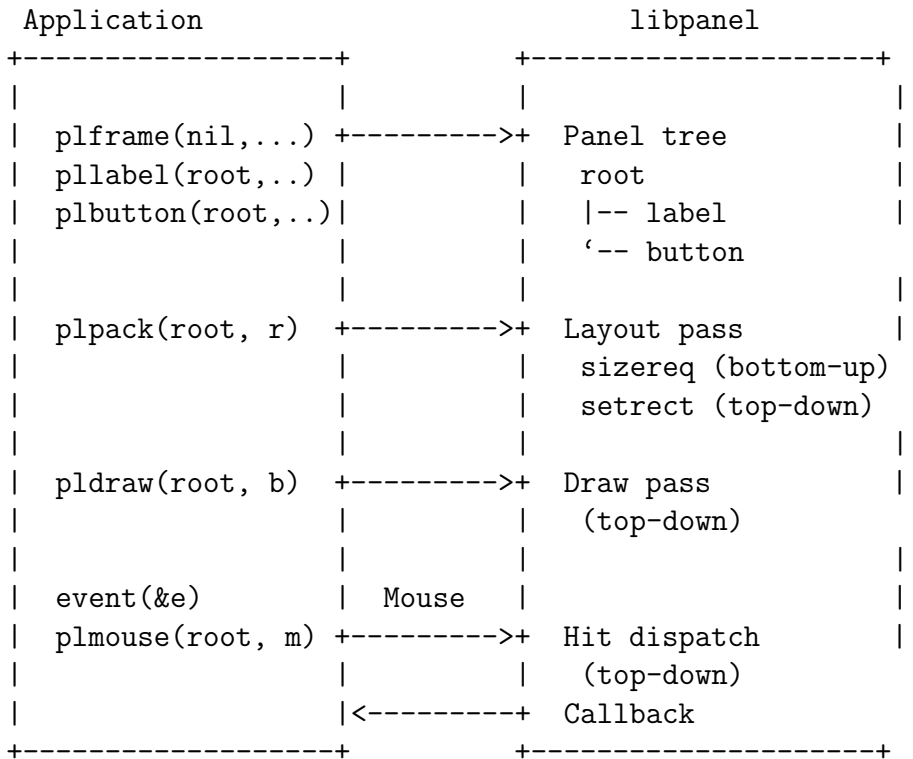 Application                          libpanel
+-------------------+          +---------------------+
|                   |          |                      |
|  plframe(nil,...) +--------->+  Panel tree          |
|  pllabel(root,..) |          |   root               |
|  plbutton(root,..)|          |   |-- label          |
|                   |          |   ‘-- button
|                   |          |                      |
|  plpack(root, r)  +--------->+  Layout pass         |
|                   |          |   sizereq (bottom-up)
|                   |          |   setrect (top-down)
|                   |          |                      |
|  pldraw(root, b)  +--------->+  Draw pass           |
|                   |          |   (top-down)
|                   |          |                      |
|  event(&e)        |  Mouse   |                      |
|  plmouse(root, m) +--------->+  Hit dispatch        |
|                   |          |   (top-down)
|                   |<---------+  Callback
+-------------------+          +---------------------+